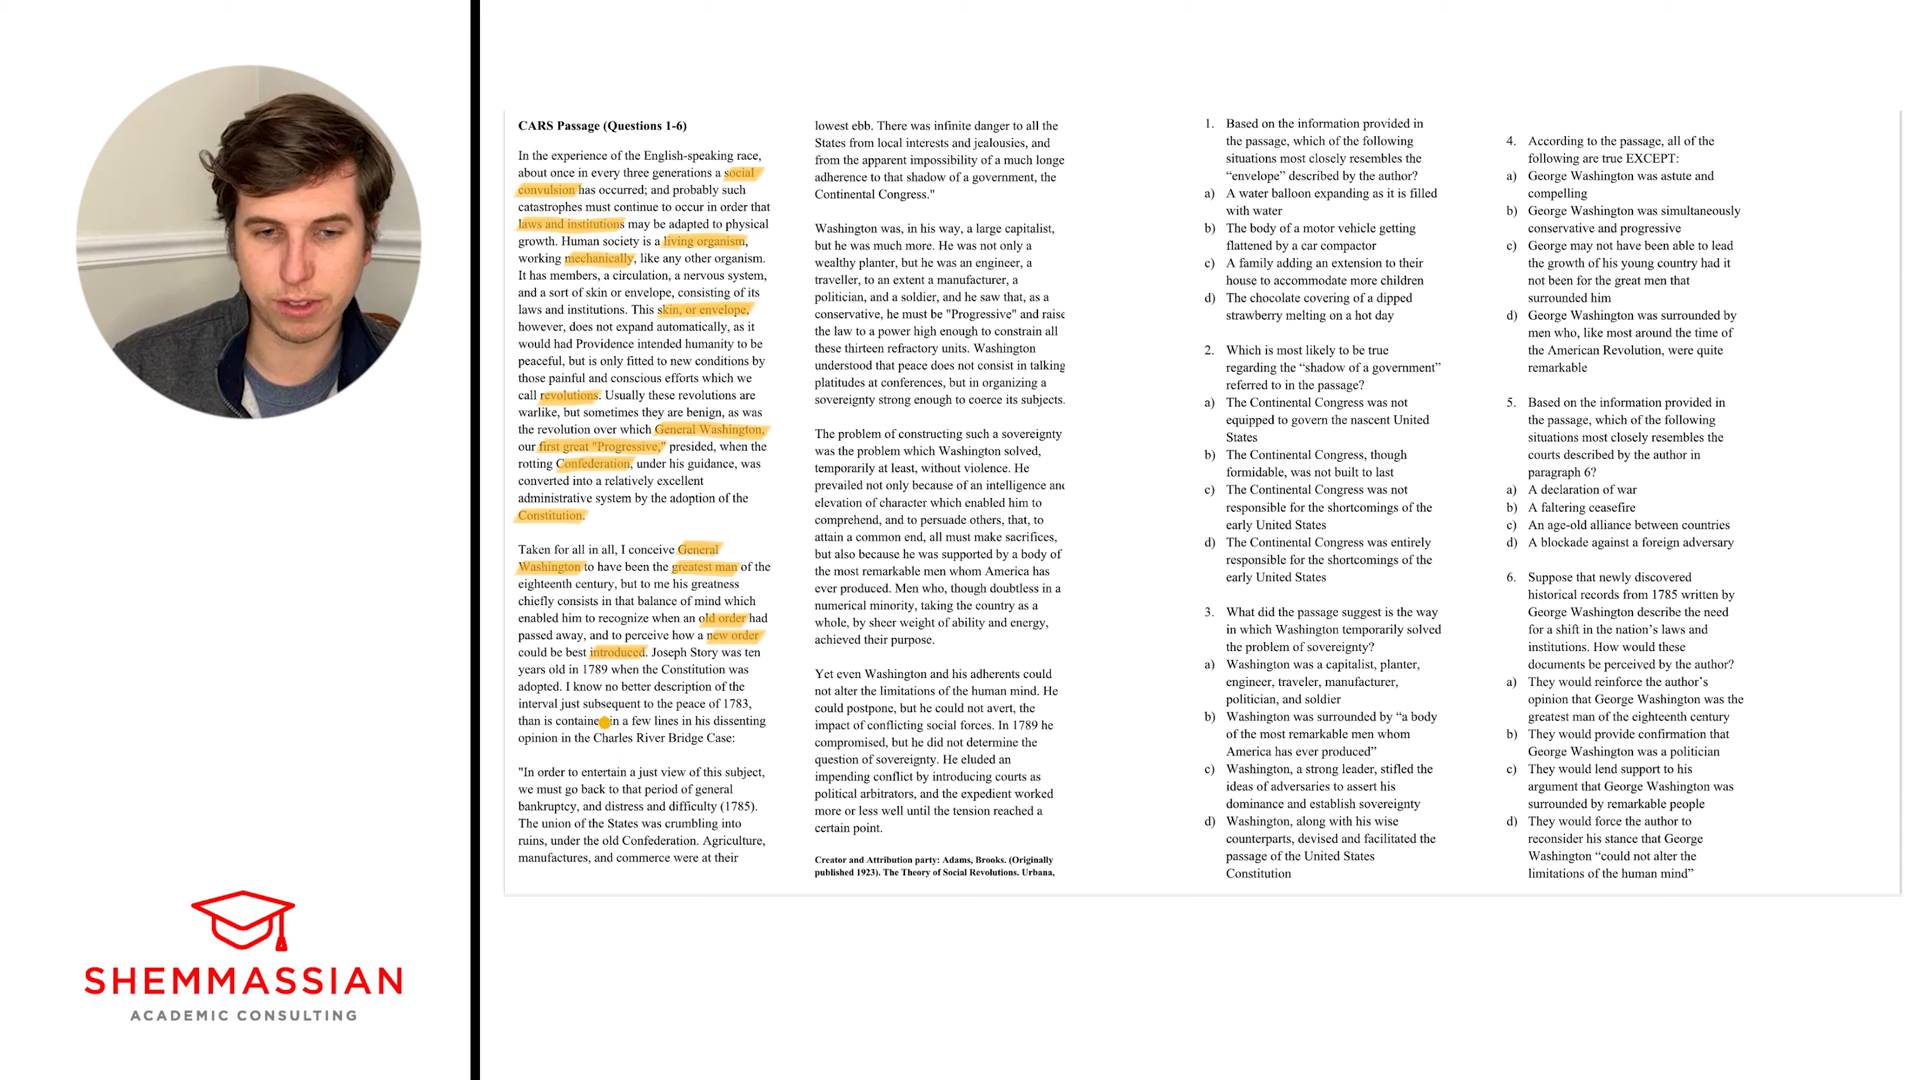 CARS Passage (Questions 1-6)
In the experience of the English-speaking race,
about once in every three generations a social
convulsion has occurred; and probably such
catastrophes must continue to occur in order that
laws and institutions may be adapted to physical
growth. Human society is a living organism,
working mechanically, like any other organism.
It has members, a circulation, a nervous system,
and a sort of skin or envelope, consisting of its
laws and institutions. This skin, or envelope,
however, does not expand automatically, as it
would had Providence intended humanity to be
peaceful, but is only fitted to new conditions by
those painful and conscious efforts which we
call revolutions. Usually these revolutions are
warlike, but sometimes they are benign, as was
the revolution over which General Washington,
our first great "Progressive," presided, when the
rotting Confederation, under his guidance, was
converted into a relatively excellent
administrative system by the adoption of the
Constitution.
Taken for all in all, I conceive General
Washington to have been the greatest man of the
eighteenth century, but to me his greatness
chiefly consists in that balance of mind which
enabled him to recognize when an old order had
passed away, and to perceive how a new order
could be best introduced. Joseph Story was ten
years old in 1789 when the Constitution was
adopted. I know no better description of the
interval just subsequent to the peace of 1783,
than is contained in a few lines in his dissenting
opinion in the Charles River Bridge Case:
"In order to entertain a just view of this subject,
we must go back to that period of general
bankruptcy, and distress and difficulty (1785).
The union of the States was crumbling into
ruins, under the old Confederation. Agriculture,
manufactures, and commerce were at their
lowest ebb. There was infinite danger to all the
States from local interests and jealousies, and
from the apparent impossibility of a much longe
adherence to that shadow of a government, the
Continental Congress."
Washington was, in his way, a large capitalist,
but he was much more. He was not only a
wealthy planter, but he was an engineer, a
traveller, to an extent a manufacturer, a
politician, and a soldier, and he saw that, as a
conservative, he must be "Progressive" and raise
the law to a power high enough to constrain all
these thirteen refractory units. Washington
understood that peace does not consist in talking
platitudes at conferences, but in organizing a
sovereignty strong enough to coerce its subjects.
The problem of constructing such a sovereignty
was the problem which Washington solved,
temporarily at least, without violence. He
prevailed not only because of an intelligence and
elevation of character which enabled him to
comprehend, and to persuade others, that, to
attain a common end, all must make sacrifices,
but also because he was supported by a body of
the most remarkable men whom America has
ever produced. Men who, though doubtless in a
numerical minority, taking the country as a
whole, by sheer weight of ability and energy,
achieved their purpose.
Yet even Washington and his adherents could
not alter the limitations of the human mind. He
could postpone, but he could not avert, the
impact of conflicting social forces. In 1789 he
compromised, but he did not determine the
question of sovereignty. He eluded an
impending conflict by introducing courts as
political arbitrators, and the expedient worked
more or less well until the tension reached a
certain point.
Creator and Attribution party: Adams, Brooks. (Originally
published 1923). The Theory of Social Revolutions. Urbana,
1. Based on the information provided in
the passage, which of the following
situations most closely resembles the
“envelope” described by the author?
a) A water balloon expanding as it is filled
with water
b) The body of a motor vehicle getting
flattened by a car compactor
c) A family adding an extension to their
house to accommodate more children
d) The chocolate covering of a dipped
strawberry melting on a hot day
2. Which is most likely to be true
regarding the “shadow of a government”
referred to in the passage?
a) The Continental Congress was not
equipped to govern the nascent United
States
b) The Continental Congress, though
formidable, was not built to last
c) The Continental Congress was not
responsible for the shortcomings of the
early United States
d) The Continental Congress was entirely
responsible for the shortcomings of the
early United States
3. What did the passage suggest is the way
in which Washington temporarily solved
the problem of sovereignty?
a) Washington was a capitalist, planter,
engineer, traveler, manufacturer,
politician, and soldier
b) Washington was surrounded by “a body
of the most remarkable men whom
America has ever produced”
c) Washington, a strong leader, stifled the
ideas of adversaries to assert his
dominance and establish sovereignty
d) Washington, along with his wise
counterparts, devised and facilitated the
passage of the United States
Constitution
4. According to the passage, all of the
following are true EXCEPT:
a) George Washington was astute and
compelling
b) George Washington was simultaneously
conservative and progressive
c) George may not have been able to lead
the growth of his young country had it
not been for the great men that
surrounded him
d) George Washington was surrounded by
men who, like most around the time of
the American Revolution, were quite
remarkable
5. Based on the information provided in
the passage, which of the following
situations most closely resembles the
courts described by the author in
paragraph 6?
a) A declaration of war
b) A faltering ceasefire
c) An age-old alliance between countries
d) A blockade against a foreign adversary
6. Suppose that newly discovered
historical records from 1785 written by
George Washington describe the need
for a shift in the nation’s laws and
institutions. How would these
documents be perceived by the author?
a) They would reinforce the author’s
opinion that George Washington was the
greatest man of the eighteenth century
b) They would provide confirmation that
George Washington was a politician
c) They would lend support to his
argument that George Washington was
surrounded by remarkable people
d) They would force the author to
reconsider his stance that George
Washington “could not alter the
limitations of the human mind”
SHEMMASSIAN
ACADEMIC CONSULTING